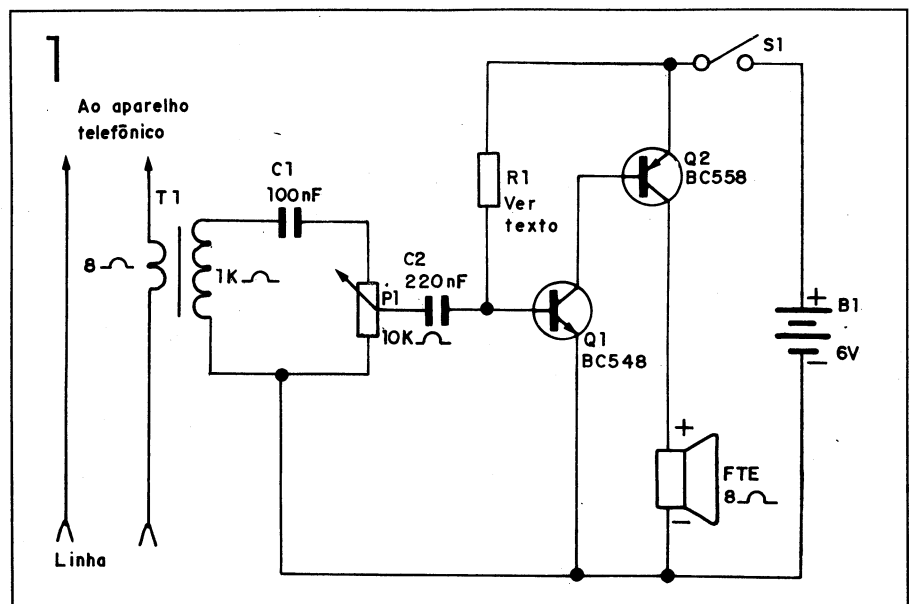 1
Ao aparelho
telefônico
T1
8
1K
C1
100nF
P1
10K
C2
220nF
R1
Ver
texto
Q1
BC548
Q2
BC558
S1
+
B1
6V
−
+
FTE
8
−
Linha